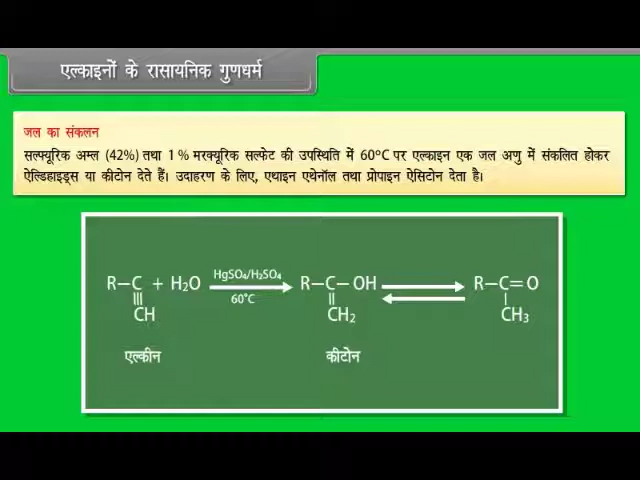 एल्काइनों के रासायनिक गुणधर्म
जल का संकलन
सल्फ्यूरिक अम्ल (42%) तथा 1% मरक्यूरिक सल्फेट की उपस्थिति में 60°C पर एल्काइन एक जल अणु में संकलित होकर
ऐल्डिहाइड्स या कीटोन देते हैं। उदाहरण के लिए, एथाइन एथेनॉल तथा प्रोपाइन ऐसिटोन देता है।
HgSO₄/H₂SO₄
R—C + H₂O R—C—OH R—C=O
60°C
CH CH₂ CH₃
एल्कीन कीटोन